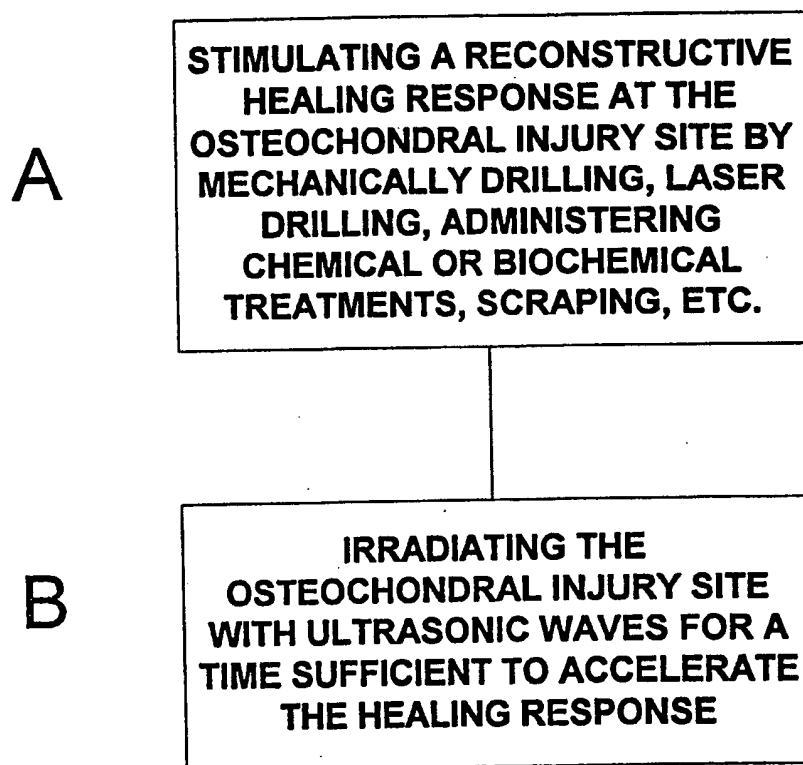 A
STIMULATING A RECONSTRUCTIVE
HEALING RESPONSE AT THE
OSTEOCHONDRAL INJURY SITE BY
MECHANICALLY DRILLING, LASER
DRILLING, ADMINISTERING
CHEMICAL OR BIOCHEMICAL
TREATMENTS, SCRAPING, ETC.
B
IRRADIATING THE
OSTEOCHONDRAL INJURY SITE
WITH ULTRASONIC WAVES FOR A
TIME SUFFICIENT TO ACCELERATE
THE HEALING RESPONSE